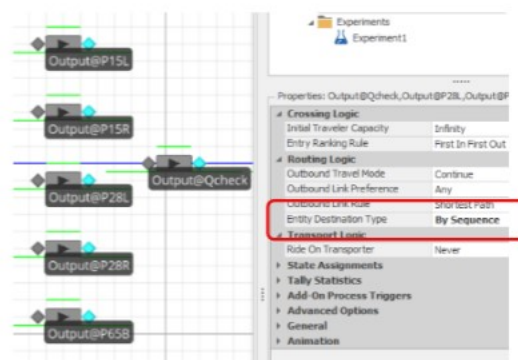 Output@P15L
Output@P15R
Output@Qcheck
Output@P28L
Output@P28R
Output@P65B
Experiments
Experiment1
Properties: Output@Qcheck,Output@P28L,Output@P
Crossing Logic
Initial Traveler Capacity Infinity
Entry Ranking Rule First In First Out
Routing Logic
Outbound Travel Mode Continue
Outbound Link Preference Any
Outbound Link Rule Shortest Path
Entity Destination Type By Sequence
Transport Logic
Ride On Transporter Never
State Assignments
Tally Statistics
Add-On Process Triggers
Advanced Options
General
Animation